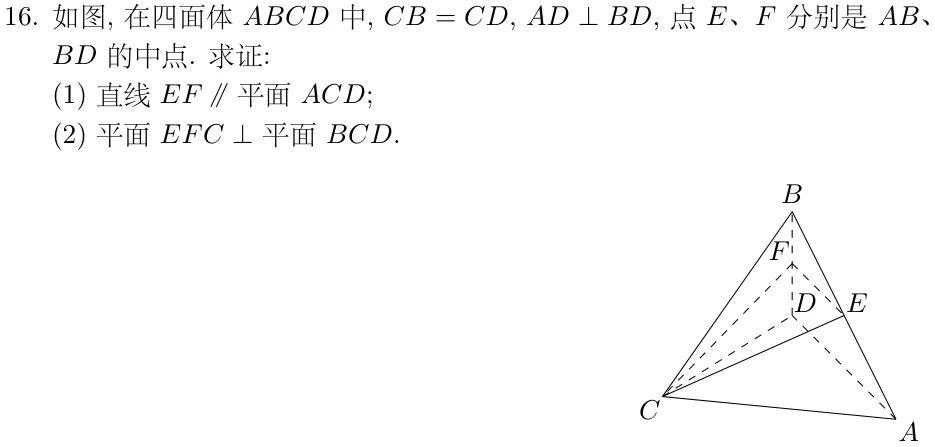 16. 如图, 在四面体 ABCD 中, CB = CD, AD ⊥ BD, 点 E、F 分别是 AB、
BD 的中点. 求证:
(1) 直线 EF ∥ 平面 ACD;
(2) 平面 EFC ⊥ 平面 BCD.
B
F
D E
C
A